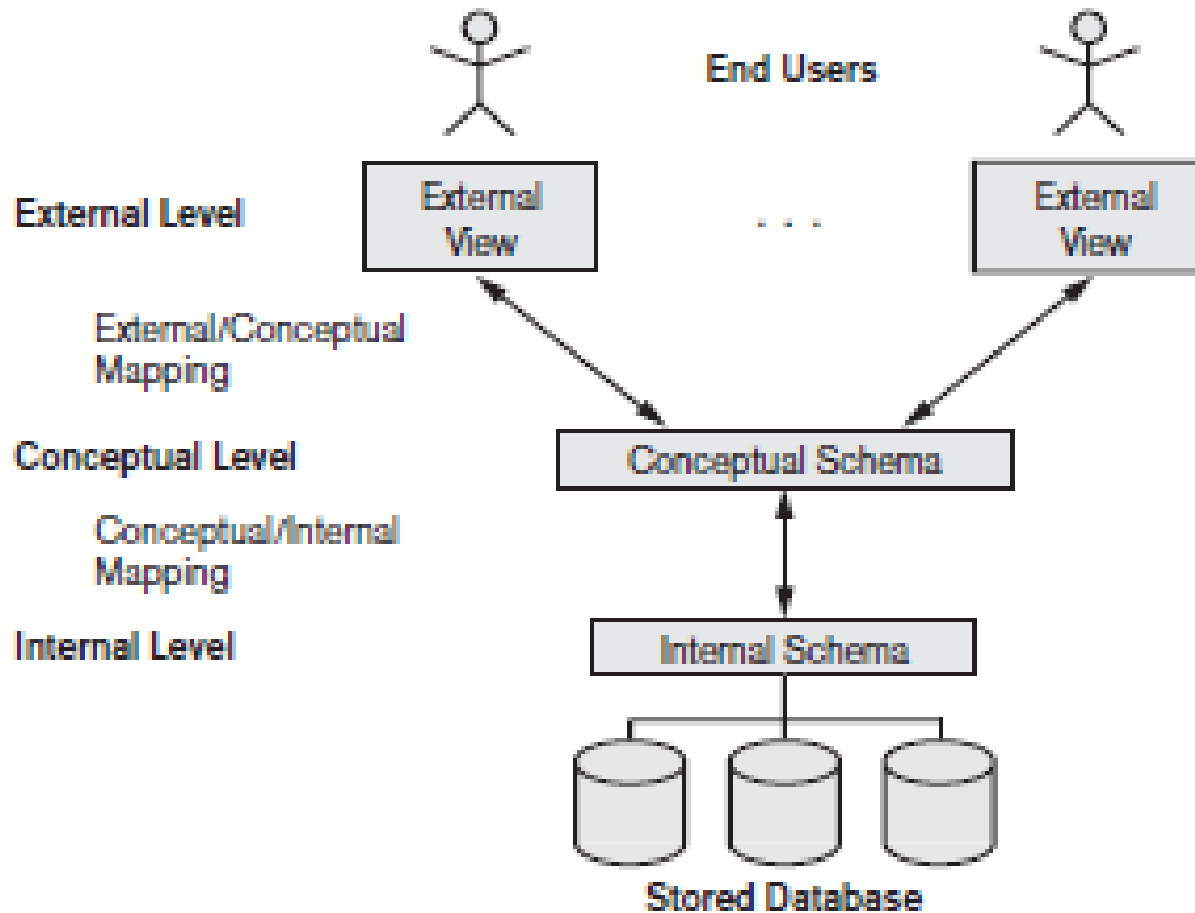 End Users
External Level
External
View
. . .
External
View
External/Conceptual
Mapping
Conceptual Level
Conceptual Schema
Conceptual/Internal
Mapping
Internal Level
Internal Schema
Stored Database